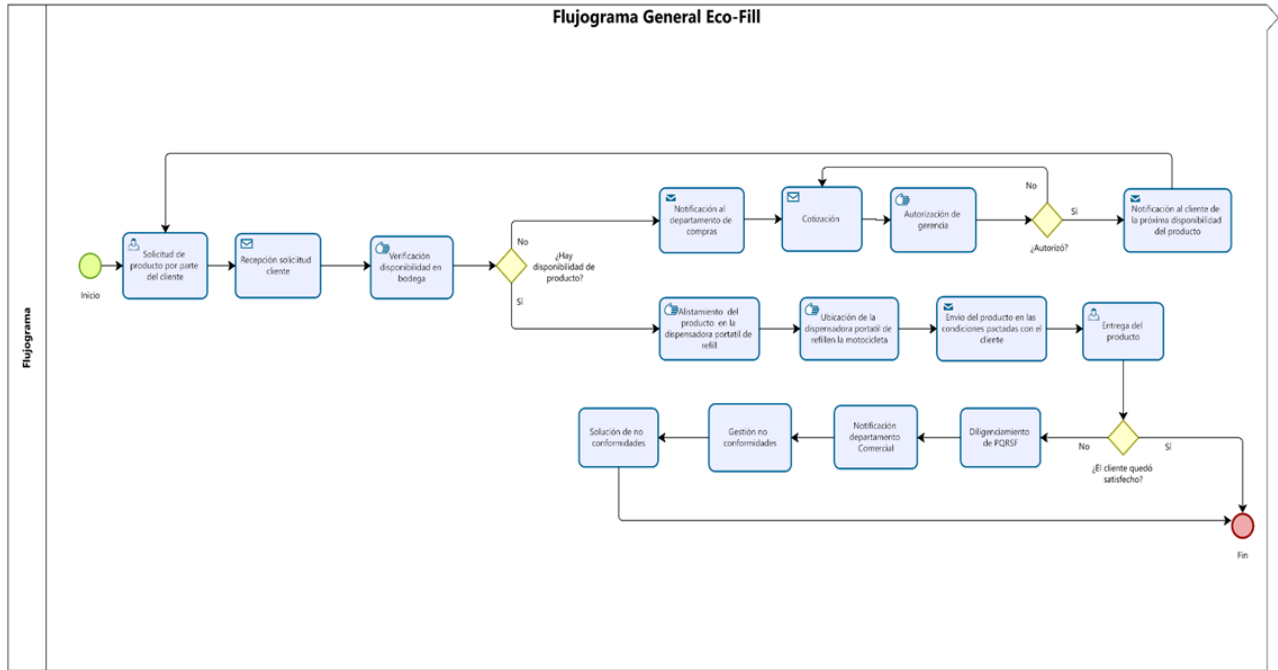 Flujograma General Eco-Fill
Flujograma
Inicio
Solicitud de
producto por parte
del cliente
Recepción solicitud
cliente
Verificación
disponibilidad en
bodega
¿Hay
disponibilidad de
producto?
No
Sí
Notificación al
departamento de
compras
Cotización
Autorización de
gerencia
¿Autorizó?
No
Sí
Notificación al cliente
de la próxima disponibilidad
del producto
Alistamiento del
producto en la
dispensadora portatil de
refill
Ubicación de la
dispensadora portatil de
refillen la motocicleta
Envío del producto en las
condiciones pactadas con el
cliente
Entrega del
producto
¿El cliente quedó
satisfecho?
No
Sí
Diligenciamiento
de PQRSF
Notificación
departamento
Comercial
Gestión no
conformidades
Solución de no
conformidades
Fin